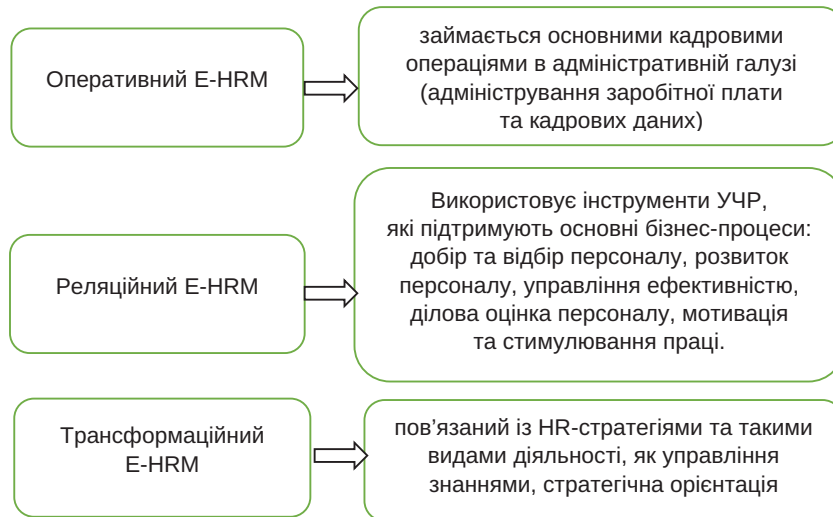 Оперативний E-HRM
займається основними кадровими
операціями в адміністративній галузі
(адміністрування заробітної плати
та кадрових даних)
Реляційний E-HRM
Використовує інструменти УЧР,
які підтримують основні бізнес-процеси:
добір та відбір персоналу, розвиток
персоналу, управління ефективністю,
ділова оцінка персоналу, мотивація
та стимулювання праці.
Трансформаційний
E-HRM
пов’язаний із HR-стратегіями та такими
видами діяльності, як управління
знаннями, стратегічна орієнтація